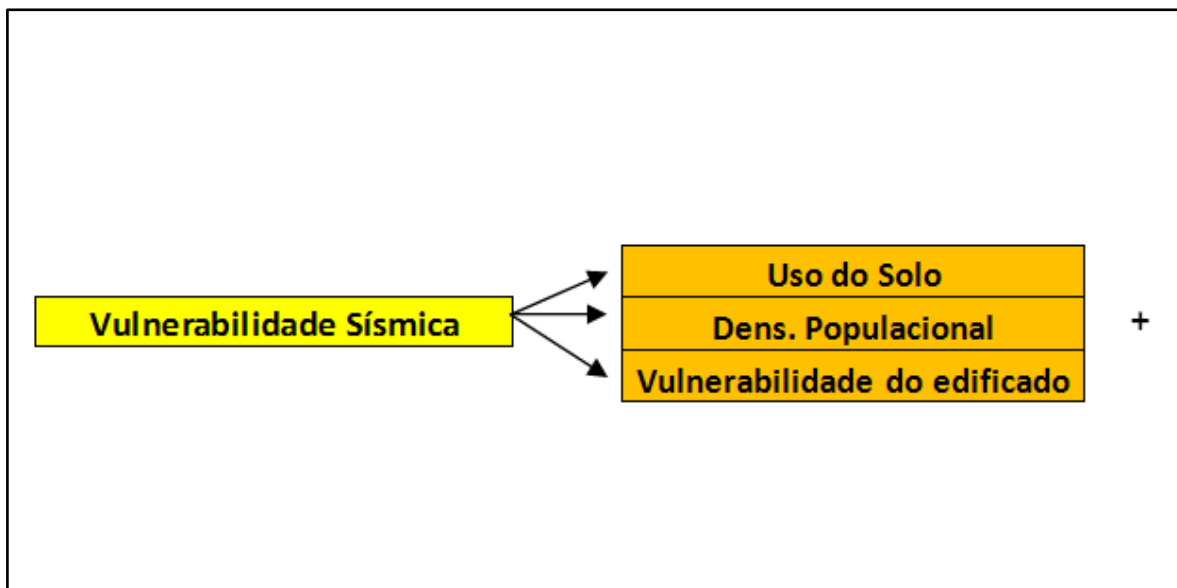 Uso do Solo
Vulnerabilidade Sísmica
Dens. Populacional
+
Vulnerabilidade do edificado